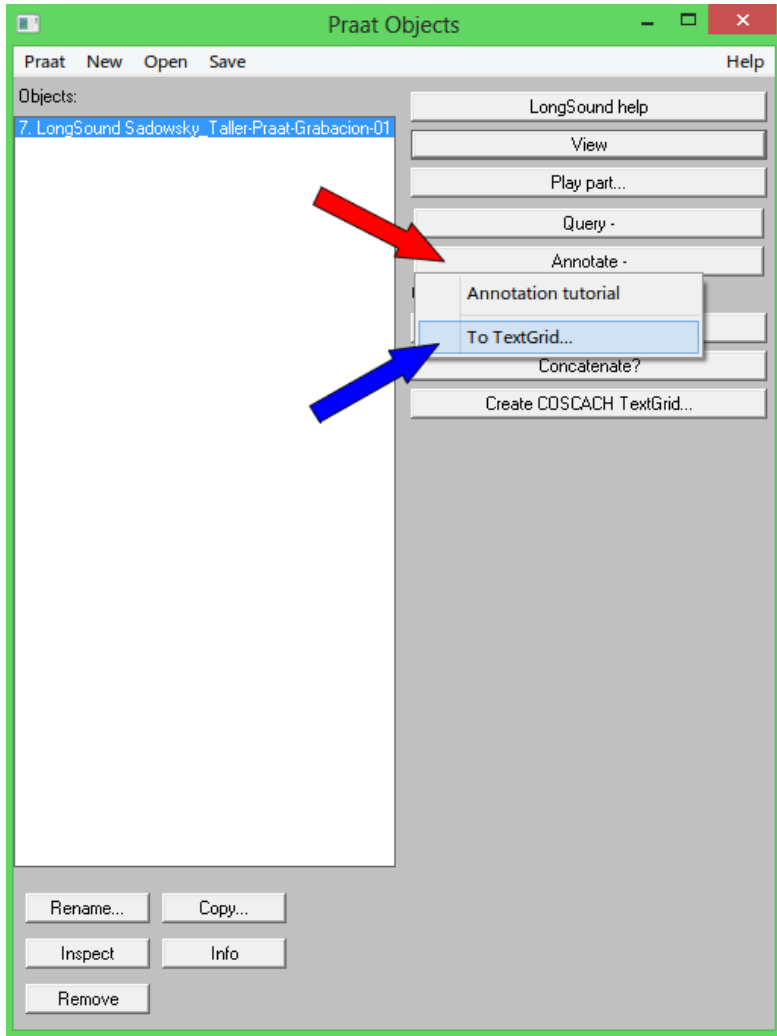 Praat Objects
Praat New Open Save Help
Objects:
7. LongSound Sadowsky_Taller-Praat-Grabacion-01
LongSound help
View
Play part...
Query -
Annotate -
Annotation tutorial
To TextGrid...
Concatenate?
Create COSCACH TextGrid...
Rename...
Copy...
Inspect
Info
Remove